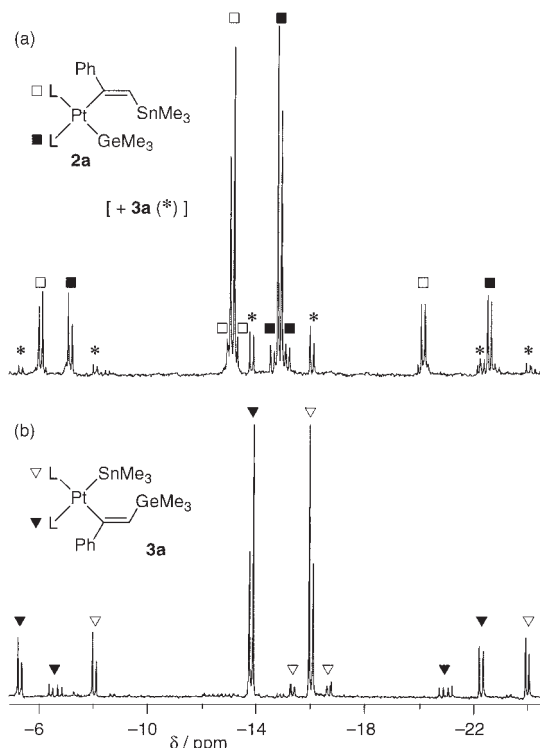 (a)
Ph
□ L
SnMe3
Pt
■ L
GeMe3
2a
[ + 3a (*) ]
* * * * * *
(b)
▽ L
SnMe3
Pt
GeMe3
▼ L
Ph
3a
−6 −10 −14 −18 −22
δ / ppm